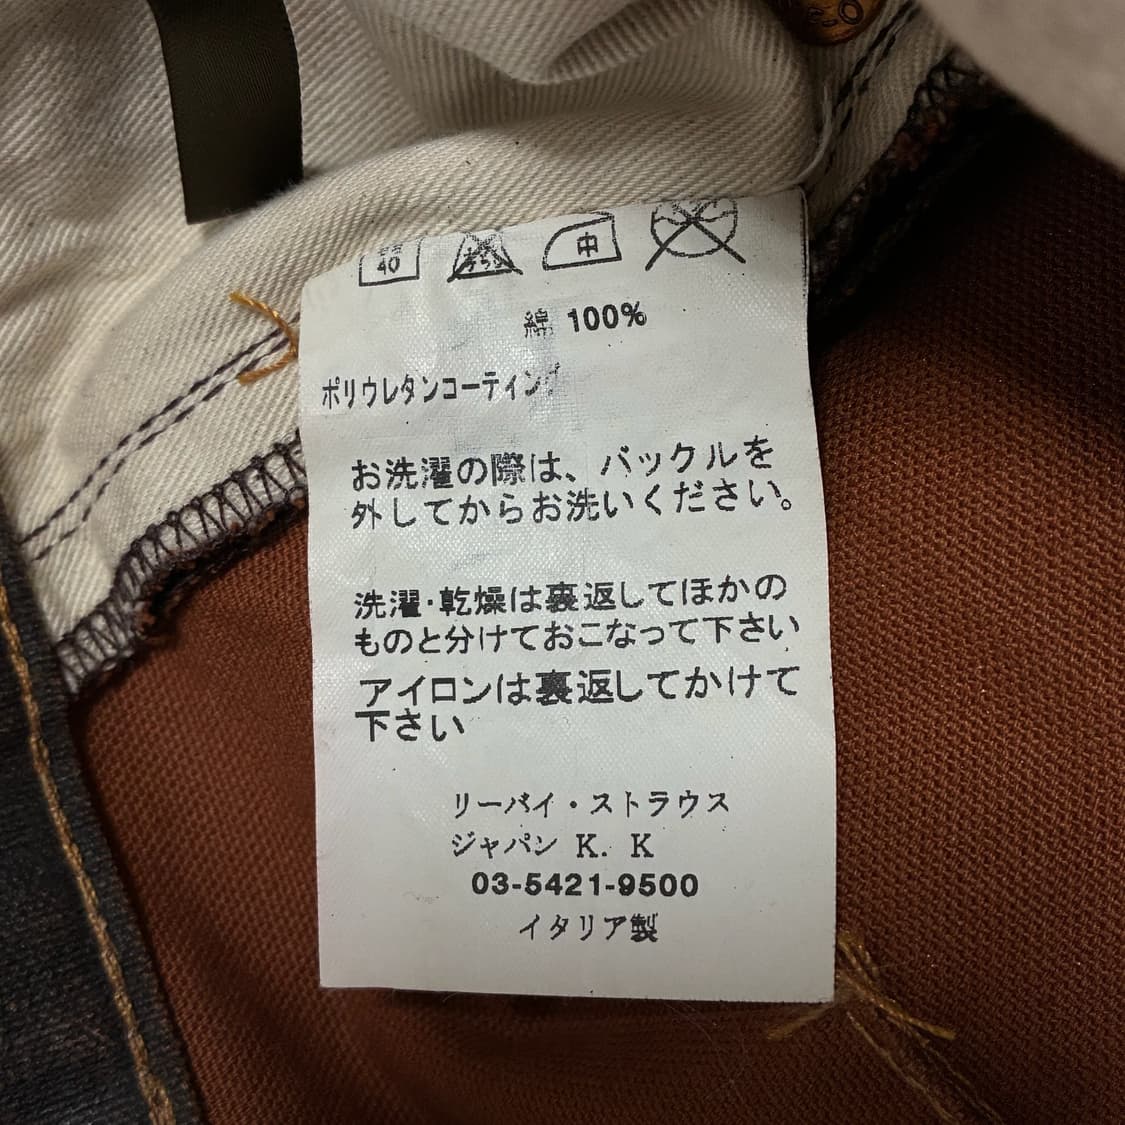 40
中
綿 100%
ポリウレタンコーティング
お洗濯の際は、バックルを
外してからお洗いください。
洗濯・乾燥は裏返してほかの
ものと分けておこなって下さい
アイロンは裏返してかけて
下さい
リーバイ・ストラウス
ジャパン K. K
03-5421-9500
イタリア製